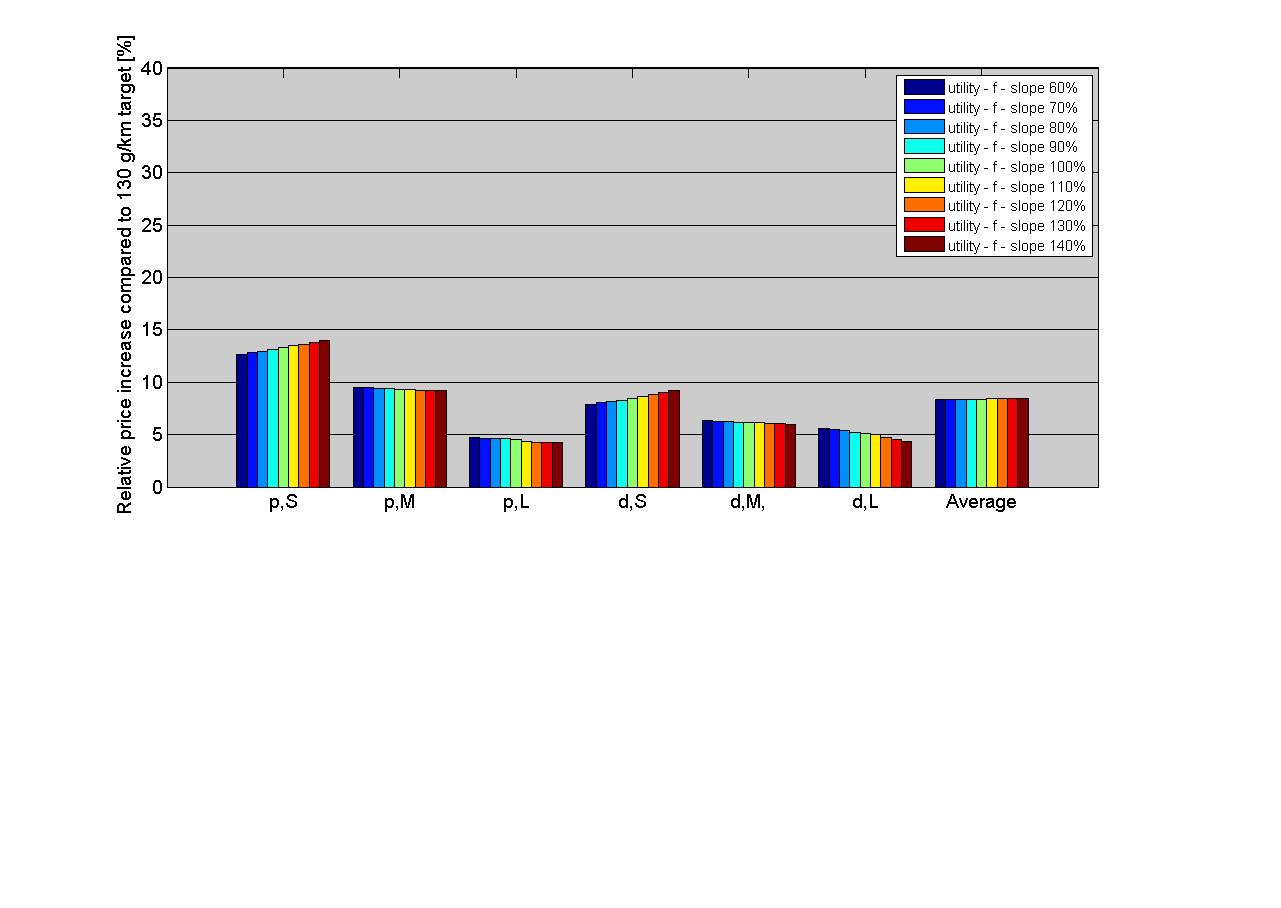 Relative price increase compared to 130 g/km target [%]
40
35
30
25
20
15
10
5
0
utility - f - slope 60%
utility - f - slope 70%
utility - f - slope 80%
utility - f - slope 90%
utility - f - slope 100%
utility - f - slope 110%
utility - f - slope 120%
utility - f - slope 130%
utility - f - slope 140%
p,S p,M p,L d,S d,M, d,L Average